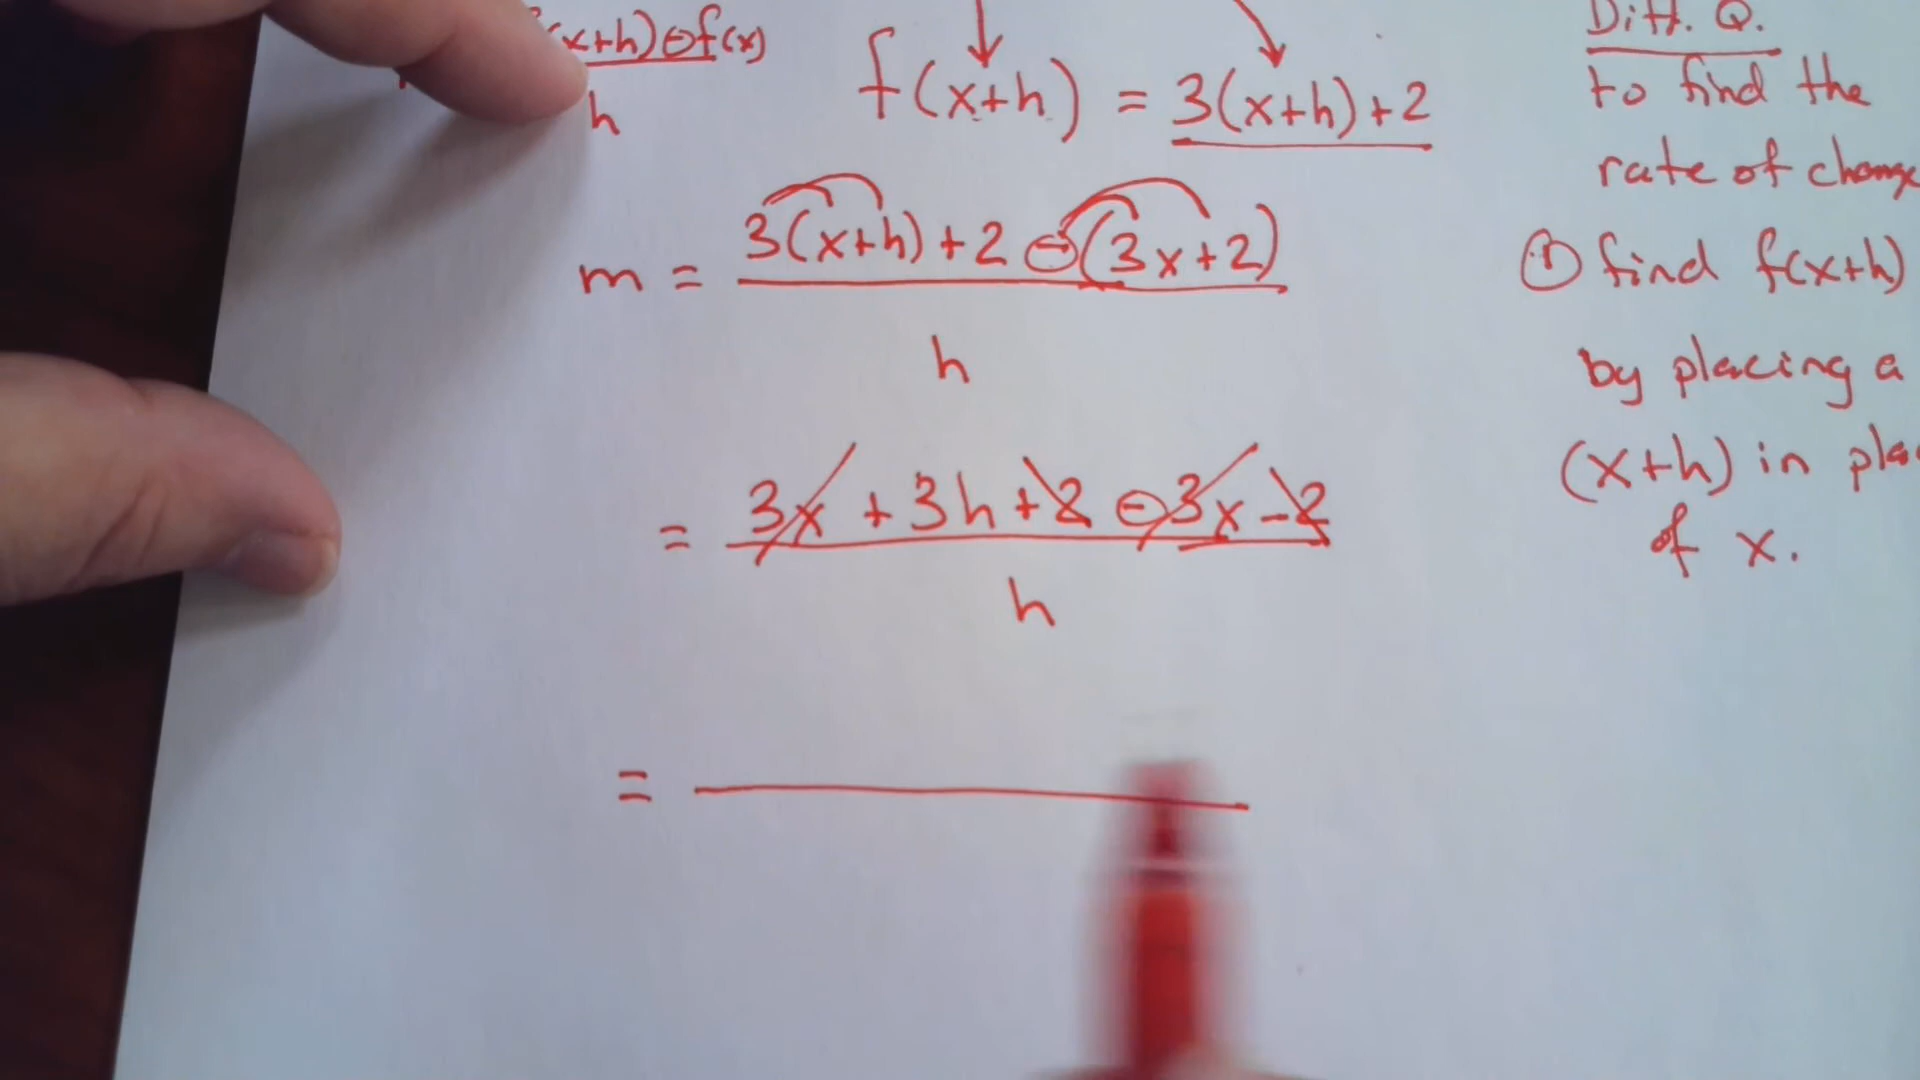 (x+h)-f(x)
h
f(x+h) = 3(x+h)+2
m = 3(x+h)+2-(3x+2)
h
= 3x+3h+2-3x-2
h
=
Diff. Q.
to find the
rate of change
① find f(x+h)
by placing a
(x+h) in
of x.